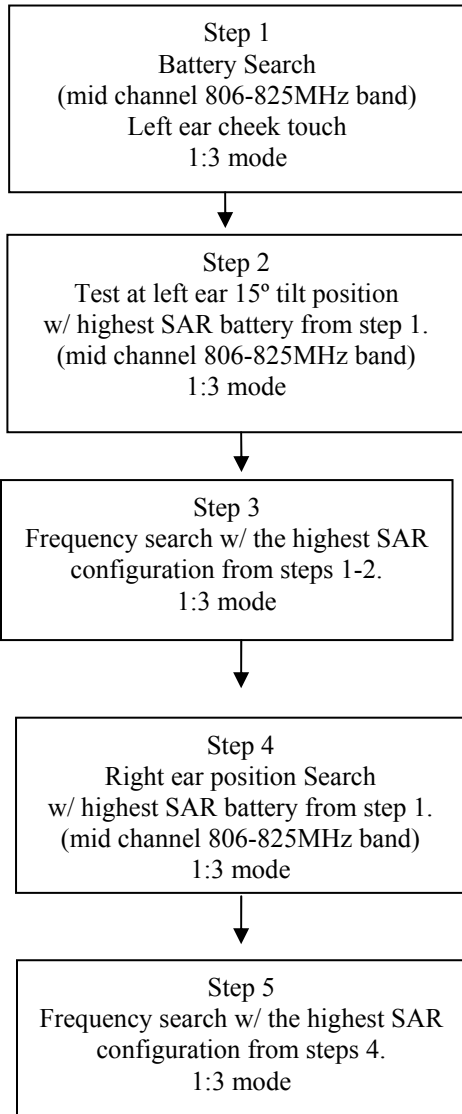 Step 1
Battery Search
(mid channel 806-825MHz band)
Left ear cheek touch
1:3 mode
Step 2
Test at left ear 15º tilt position
w/ highest SAR battery from step 1.
(mid channel 806-825MHz band)
1:3 mode
Step 3
Frequency search w/ the highest SAR
configuration from steps 1-2.
1:3 mode
Step 4
Right ear position Search
w/ highest SAR battery from step 1.
(mid channel 806-825MHz band)
1:3 mode
Step 5
Frequency search w/ the highest SAR
configuration from steps 4.
1:3 mode